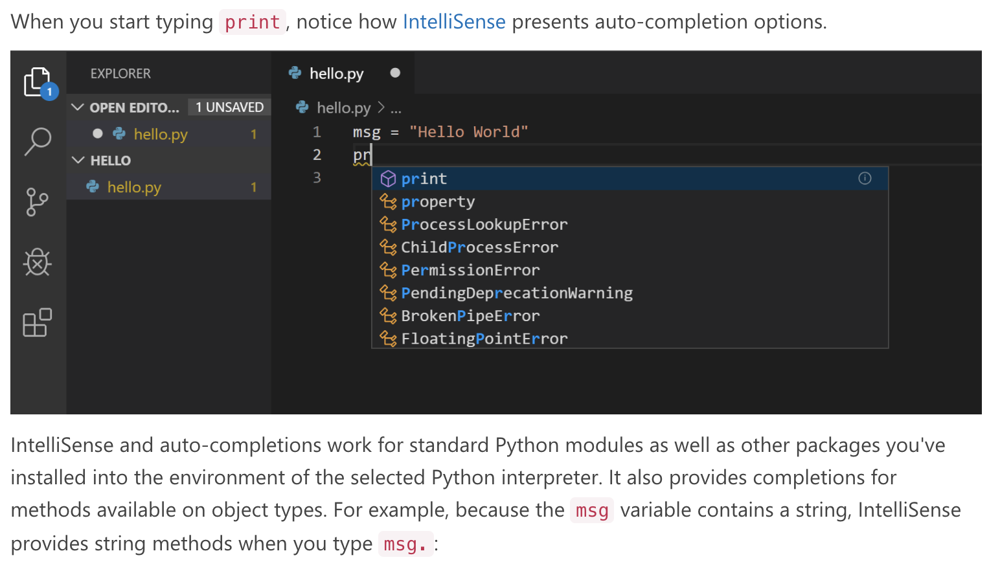 When you start typing print, notice how IntelliSense presents auto-completion options.
EXPLORER
1
OPEN EDITO... 1 UNSAVED
hello.py 1
HELLO
hello.py 1
hello.py
hello.py > ...
1 msg = "Hello World"
2 pr
3
print
property
ProcessLookupError
ChildProcessError
PermissionError
PendingDeprecationWarning
BrokenPipeError
FloatingPointError
IntelliSense and auto-completions work for standard Python modules as well as other packages you've
installed into the environment of the selected Python interpreter. It also provides completions for
methods available on object types. For example, because the msg variable contains a string, IntelliSense
provides string methods when you type msg.: